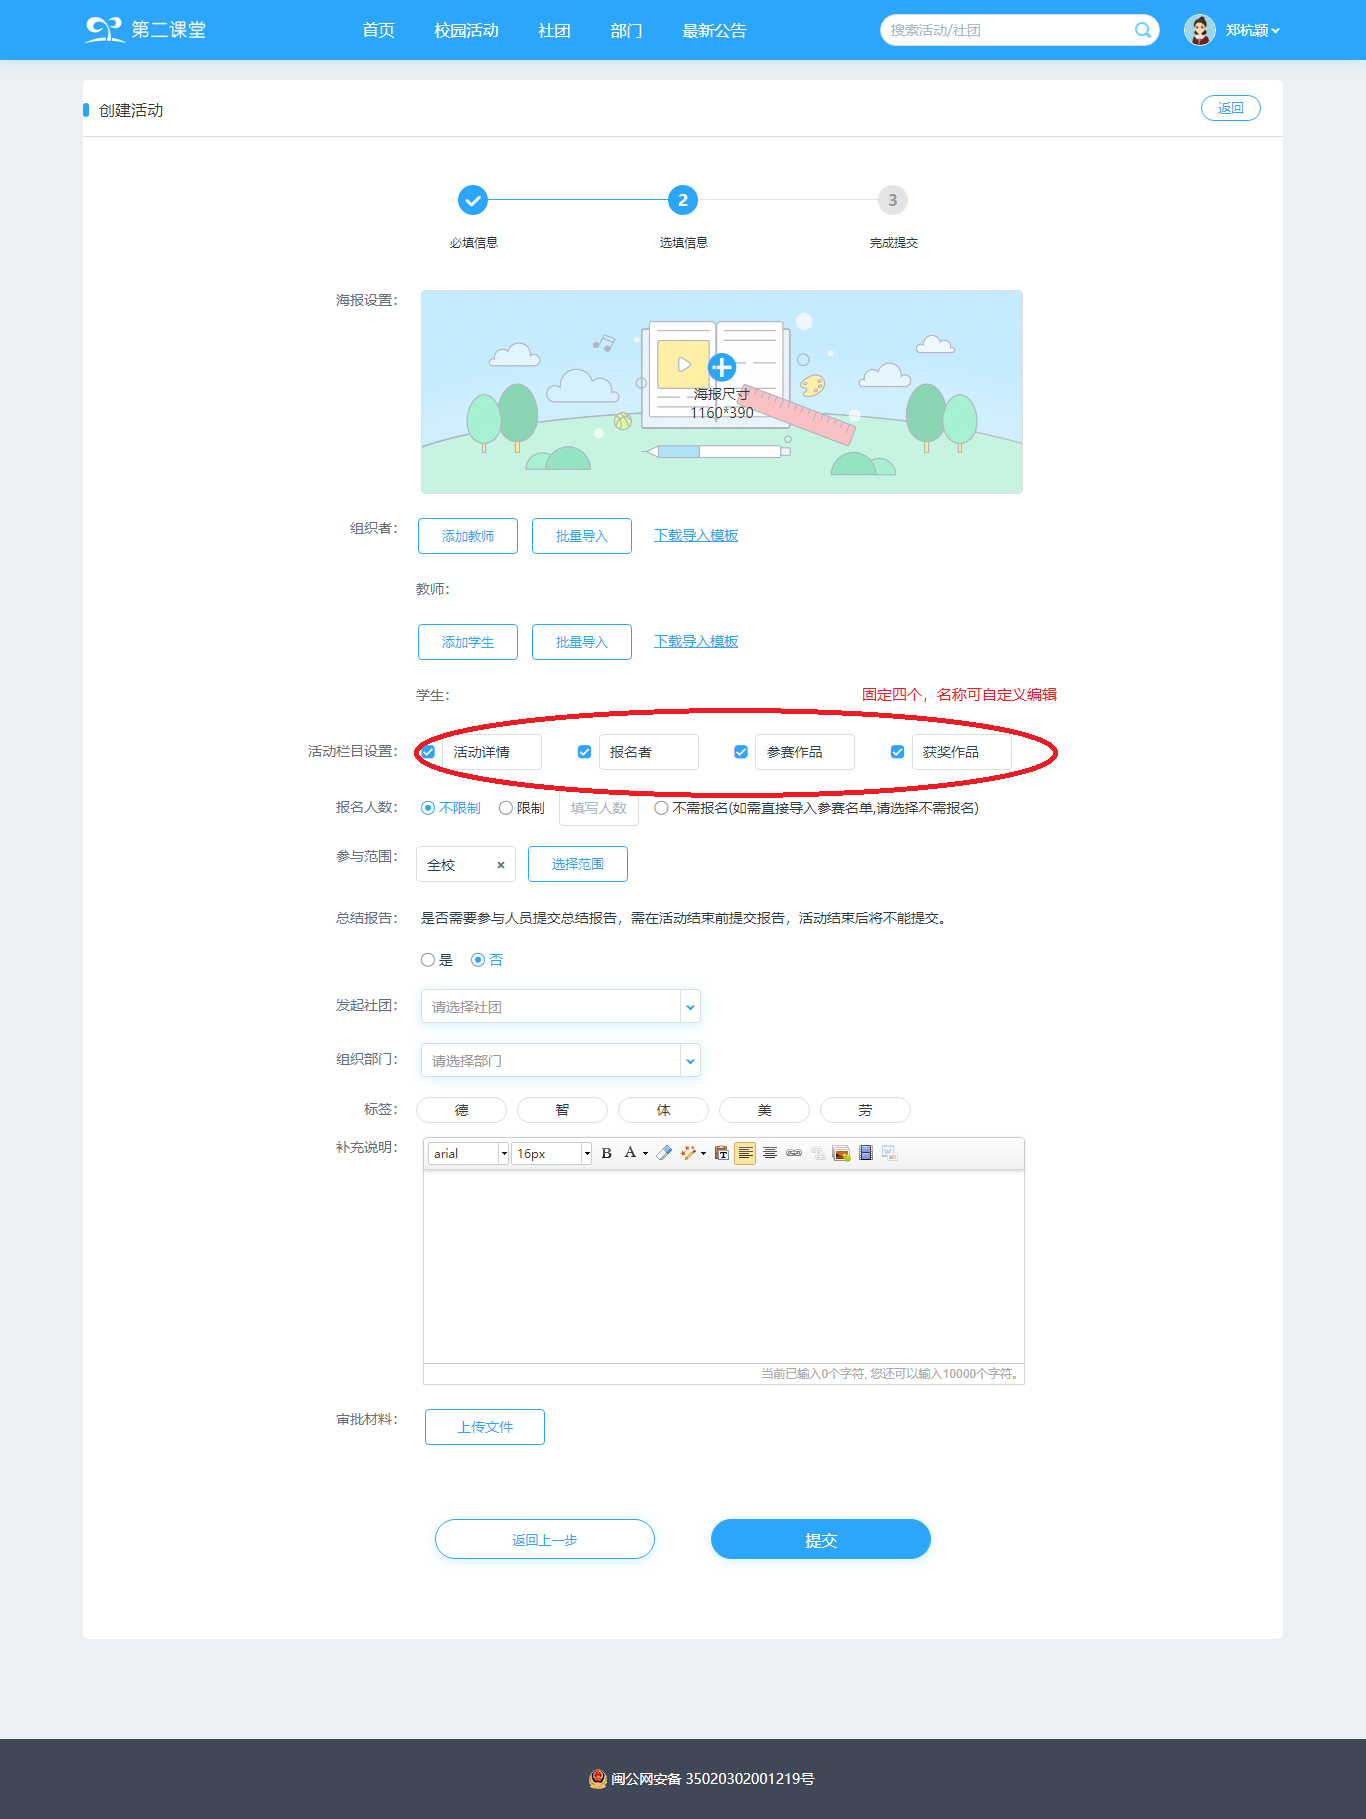 第二课堂
首页 校园活动 社团 部门 最新公告
搜索活动/社团
郑杭颖
创建活动
返回
2 3
必填信息 选填信息 完成提交
海报设置:
海报尺寸
1160*390
组织者:
添加教师 批量导入 下载导入模板
教师:
添加学生 批量导入 下载导入模板
学生:
固定四个，名称可自定义编辑
活动栏目设置: 活动详情 报名者 参赛作品 获奖作品
报名人数: 不限制 限制 填写人数 不需报名(如需直接导入参赛名单,请选择不需报名)
参与范围: 全校 × 选择范围
总结报告: 是否需要参与人员提交总结报告，需在活动结束前提交报告，活动结束后将不能提交。
是 否
发起社团: 请选择社团
组织部门: 请选择部门
标签: 德 智 体 美 劳
补充说明:
arial 16px B A
当前已输入0个字符, 您还可以输入10000个字符。
审批材料: 上传文件
返回上一步 提交
闽公网安备 35020302001219号